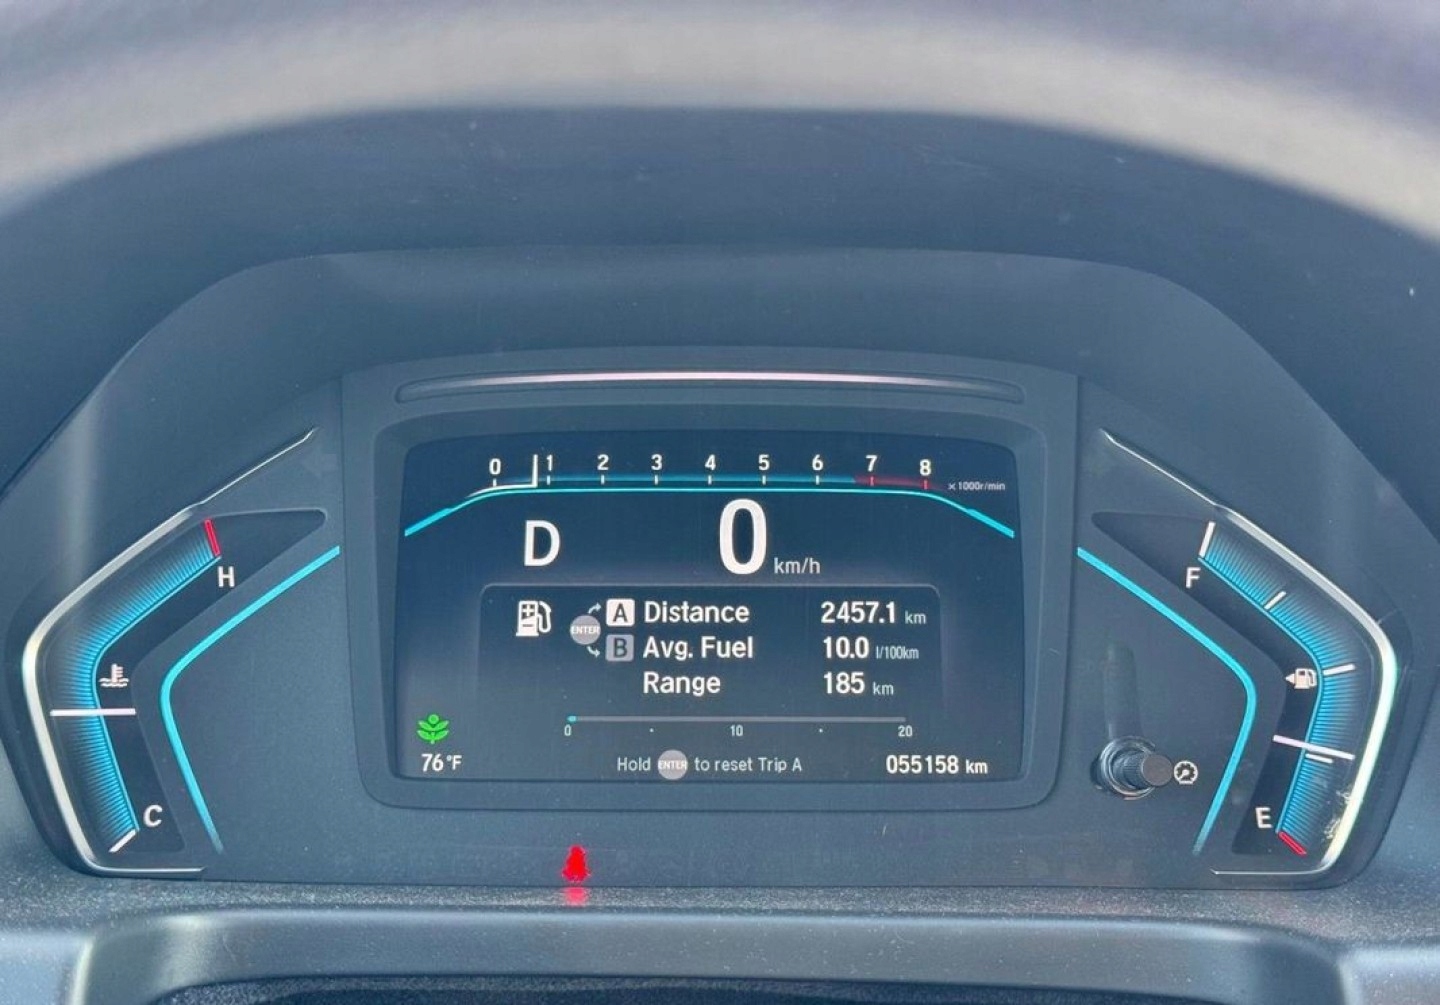 0 1 2 3 4 5 6 7 8
x1000r/min
D 0 km/h
H
F
A Distance 2457.1 km
ENTER
B Avg. Fuel 10.0 l/100km
Range 185 km
0 10 20
76°F
Hold ENTER to reset Trip A
055158 km
C
E